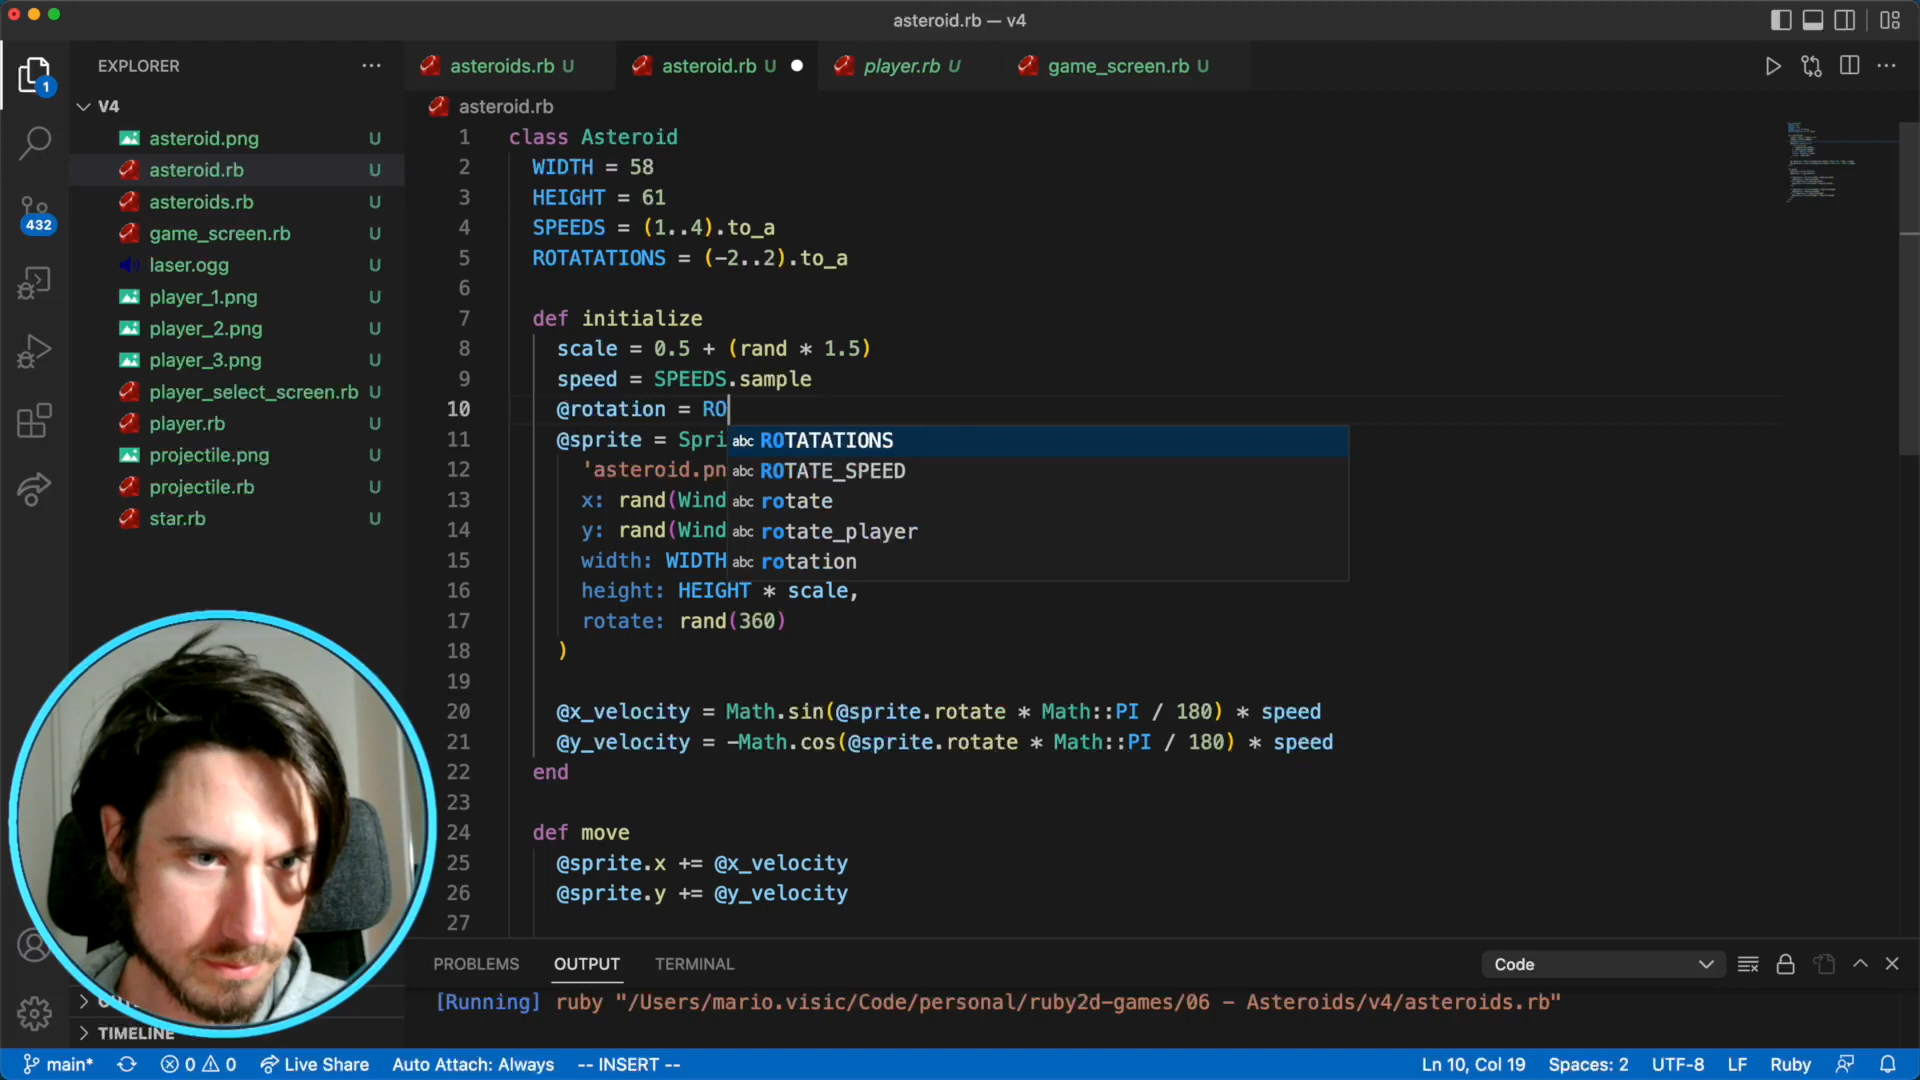 asteroid.rb — v4
EXPLORER
asteroids.rb U
asteroid.rb U
player.rb U
game_screen.rb U
1
V4
asteroid.png U
asteroid.rb U
asteroids.rb U
game_screen.rb U
laser.ogg U
player_1.png U
player_2.png U
player_3.png U
player_select_screen.rb U
player.rb U
projectile.png U
projectile.rb U
star.rb U
432
TIMELINE
asteroid.rb
1 class Asteroid
2 WIDTH = 58
3 HEIGHT = 61
4 SPEEDS = (1..4).to_a
5 ROTATATIONS = (-2..2).to_a
6
7 def initialize
8 scale = 0.5 + (rand * 1.5)
9 speed = SPEEDS.sample
10 @rotation = RO
11 @sprite = Spri
12 'asteroid.pn
13 x: rand(Wind
14 y: rand(Wind
15 width: WIDTH
16 height: HEIGHT * scale,
17 rotate: rand(360)
18 )
19
20 @x_velocity = Math.sin(@sprite.rotate * Math::PI / 180) * speed
21 @y_velocity = -Math.cos(@sprite.rotate * Math::PI / 180) * speed
22 end
23
24 def move
25 @sprite.x += @x_velocity
26 @sprite.y += @y_velocity
27
abc ROTATATIONS
abc ROTATE_SPEED
abc rotate
abc rotate_player
abc rotation
PROBLEMS OUTPUT TERMINAL Code
[Running] ruby "/Users/mario.visic/Code/personal/ruby2d-games/06 - Asteroids/v4/asteroids.rb"
main* 0 0 Live Share Auto Attach: Always -- INSERT -- Ln 10, Col 19 Spaces: 2 UTF-8 LF Ruby